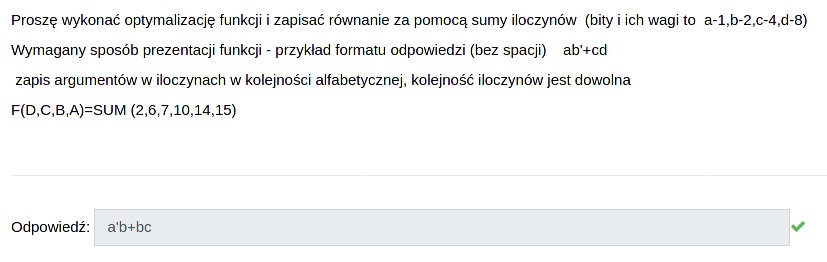 Proszę wykonać optymalizację funkcji i zapisać równanie za pomocą sumy iloczynów  (bity i ich wagi to  a-1,b-2,c-4,d-8)
Wymagany sposób prezentacji funkcji - przykład formatu odpowiedzi (bez spacji)    ab'+cd
zapis argumentów w iloczynach w kolejności alfabetycznej, kolejność iloczynów jest dowolna
F(D,C,B,A)=SUM (2,6,7,10,14,15)
Odpowiedź: a'b+bc